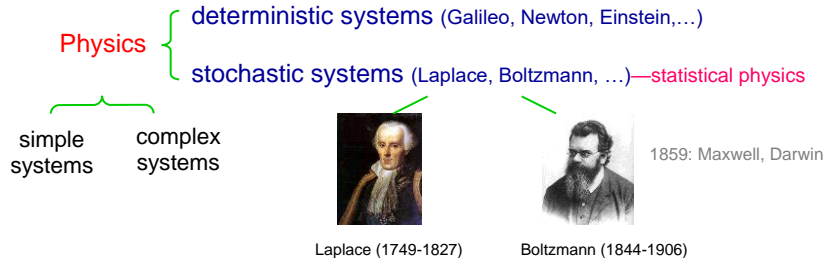 deterministic systems (Galileo, Newton, Einstein,…)
Physics
stochastic systems (Laplace, Boltzmann, …)—statistical physics
simple
systems
complex
systems
1859: Maxwell, Darwin
Laplace (1749-1827)
Boltzmann (1844-1906)